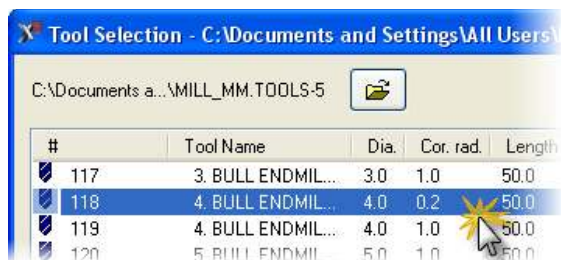 Tool Selection - C:\Documents and Settings\All Users\
C:\Documents a...\MILL_MM.TOOLS-5
# Tool Name Dia. Cor. rad. Length
117 3. BULL ENDMIL... 3.0 1.0 50.0
118 4. BULL ENDMIL... 4.0 0.2 50.0
119 4. BULL ENDMIL... 4.0 1.0 50.0
120 5. BULL ENDMIL... 5.0 1.0 50.0